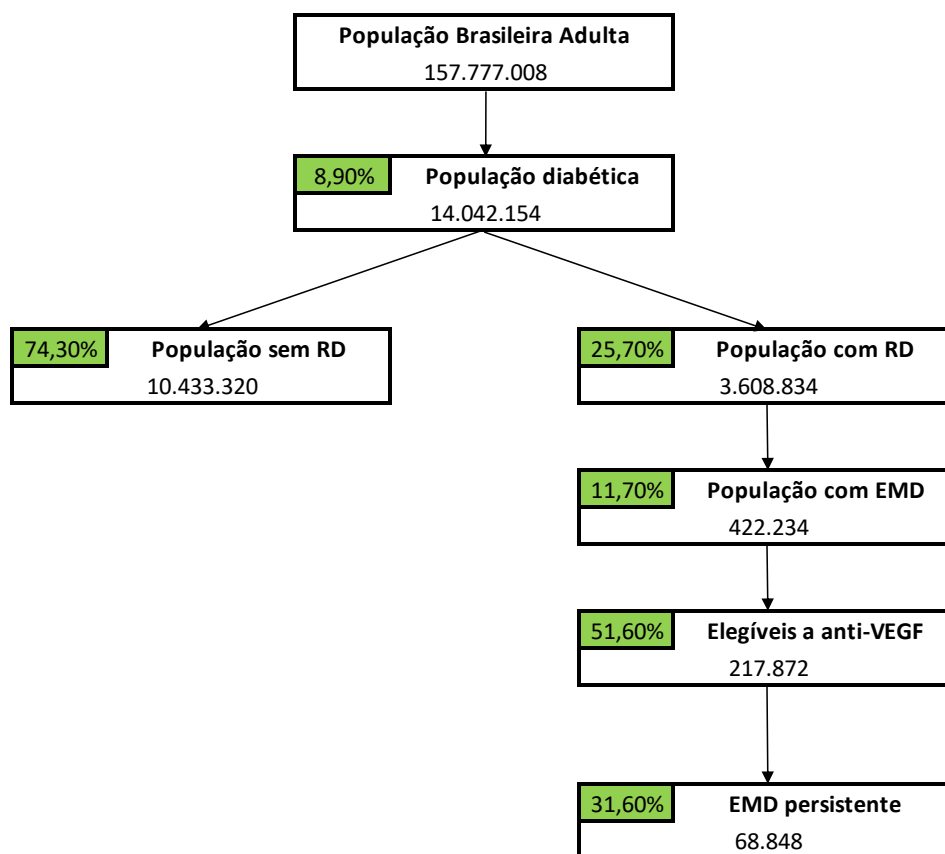 População Brasileira Adulta
157.777.008
8,90% População diabética
14.042.154
74,30% População sem RD
10.433.320
25,70% População com RD
3.608.834
11,70% População com EMD
422.234
51,60% Elegíveis a anti-VEGF
217.872
31,60% EMD persistente
68.848